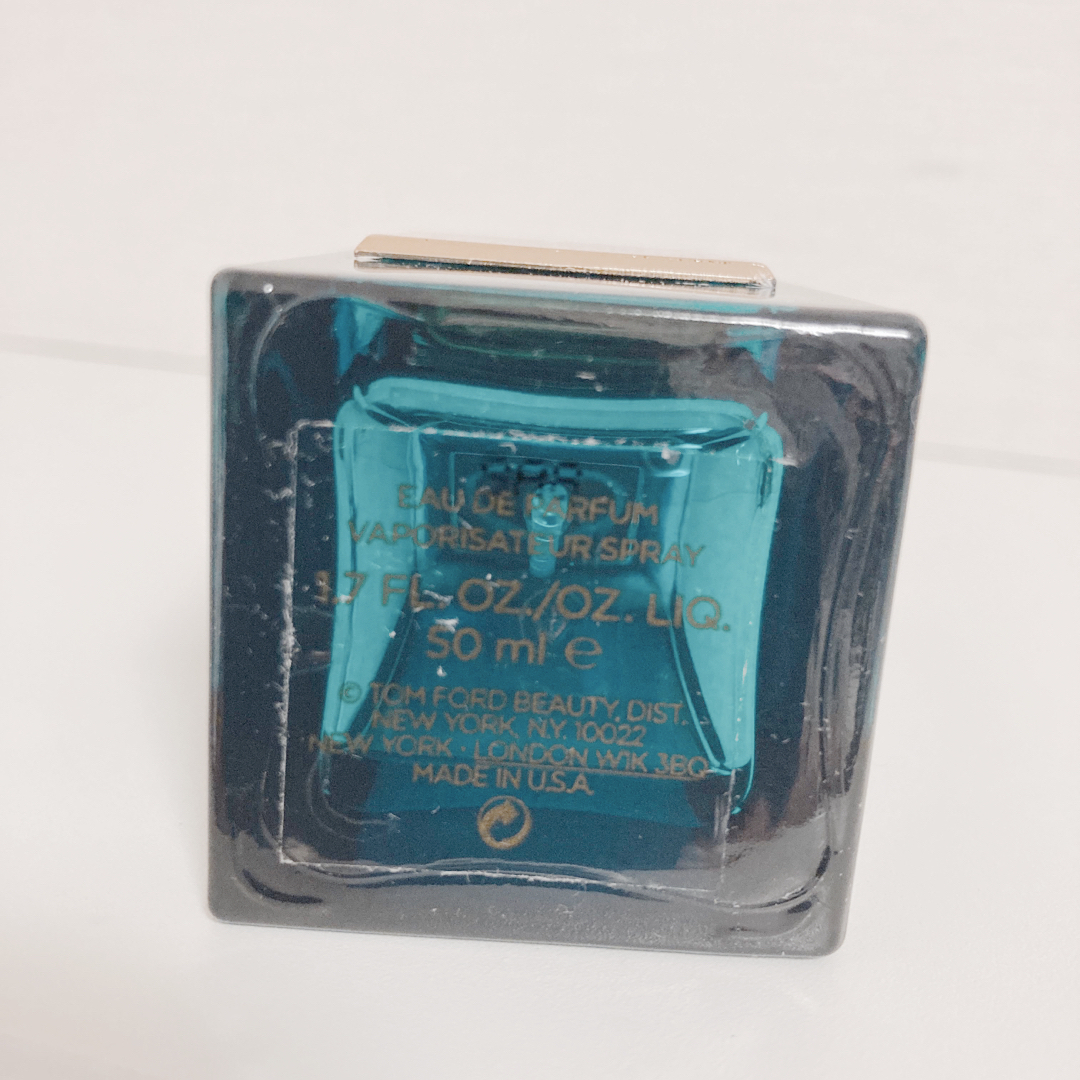 EAU DE PARFUM
VAPORISATEUR SPRAY
1.7 FL. OZ./OZ. LIQ.
50 ml e
© TOM FORD BEAUTY, DIST.
NEW YORK, N.Y. 10022
NEW YORK · LONDON W1K 3BQ
MADE IN U.S.A.